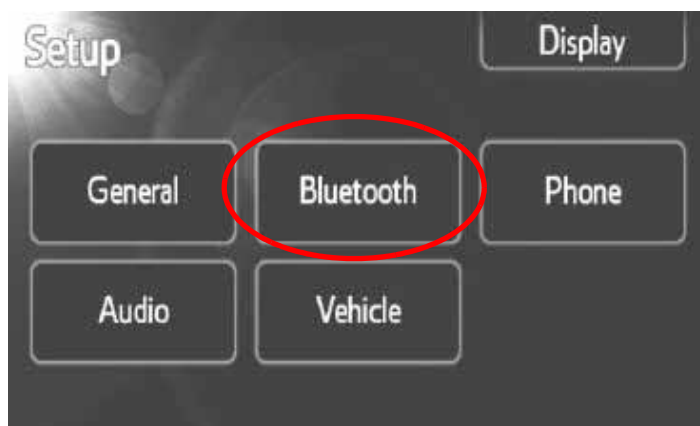 Setup
Display
General
Bluetooth
Phone
Audio
Vehicle